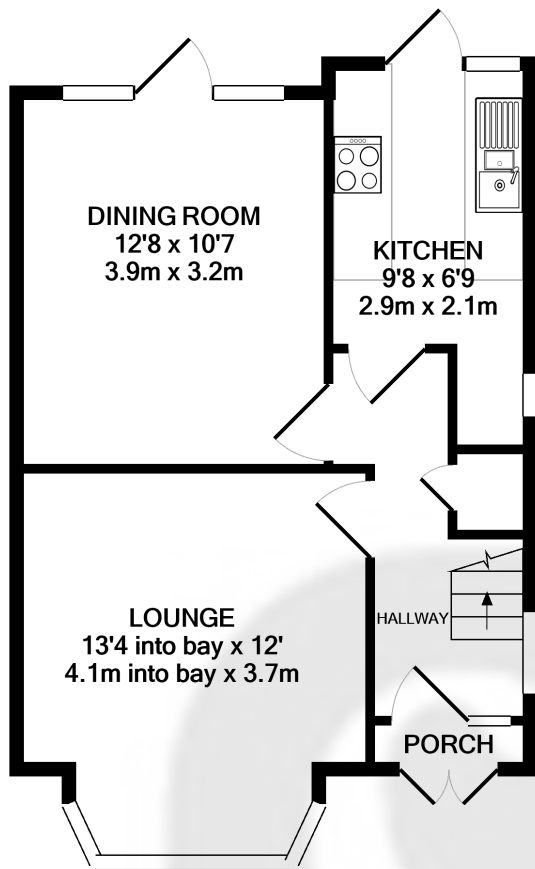 DINING ROOM
12'8 x 10'7
3.9m x 3.2m
KITCHEN
9'8 x 6'9
2.9m x 2.1m
LOUNGE
13'4 into bay x 12'
4.1m into bay x 3.7m
HALLWAY
PORCH